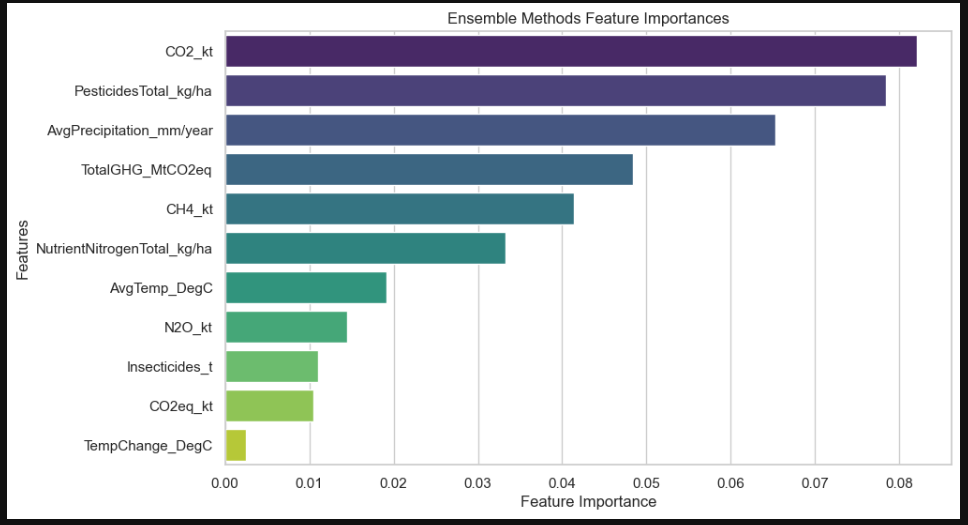 Ensemble Methods Feature Importances
Features
CO2_kt
PesticidesTotal_kg/ha
AvgPrecipitation_mm/year
TotalGHG_MtCO2eq
CH4_kt
NutrientNitrogenTotal_kg/ha
AvgTemp_DegC
N2O_kt
Insecticides_t
CO2eq_kt
TempChange_DegC
0.00 0.01 0.02 0.03 0.04 0.05 0.06 0.07 0.08
Feature Importance